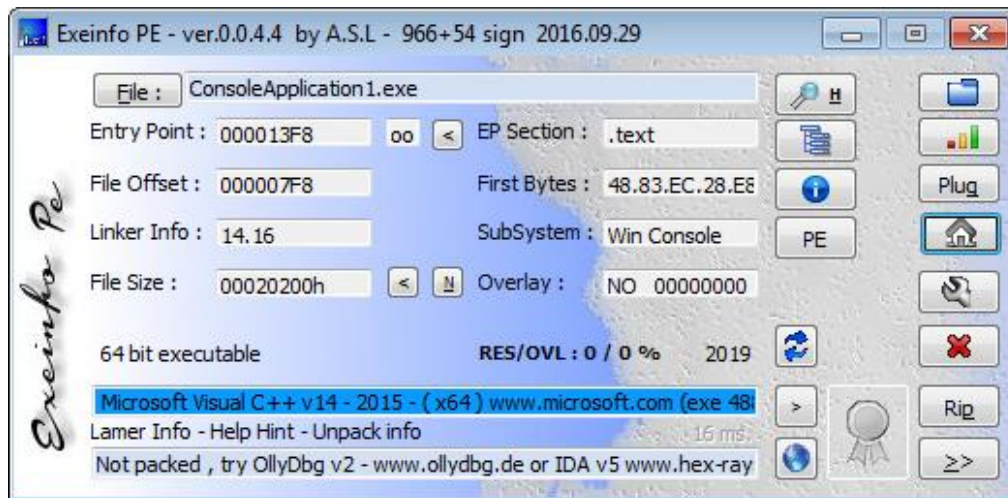 Exeinfo PE - ver.0.0.4.4 by A.S.L - 966+54 sign 2016.09.29
File : ConsoleApplication1.exe H
Entry Point : 000013F8 oo < EP Section : .text
File Offset : 000007F8 First Bytes : 48.83.EC.28.E8 Plug
Linker Info : 14.16 SubSystem : Win Console PE
File Size : 00020200h < N Overlay : NO 00000000
64 bit executable RES/OVL : 0 / 0 % 2019
Microsoft Visual C++ v14 - 2015 - ( x64 ) www.microsoft.com (exe 488 > Rip
Lamer Info - Help Hint - Unpack info 16 ms.
Not packed , try OllyDbg v2 - www.ollydbg.de or IDA v5 www.hex-ray >>
Exeinfo Pe